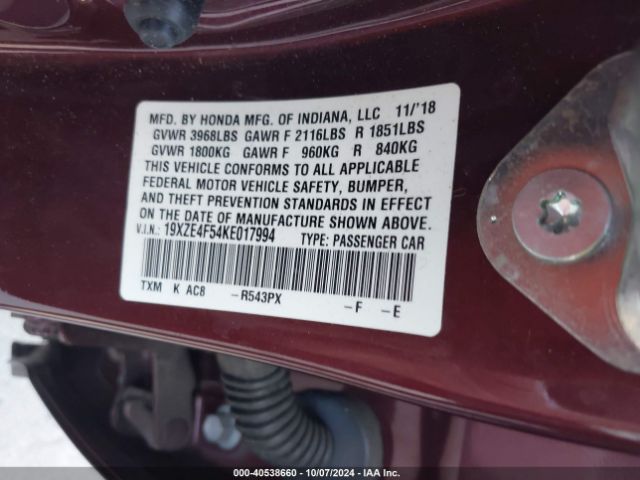 MFD. BY HONDA MFG. OF INDIANA, LLC 11/'18
GVWR 3968LBS GAWR F 2116LBS R 1851LBS
GVWR 1800KG GAWR F 960KG R 840KG
THIS VEHICLE CONFORMS TO ALL APPLICABLE
FEDERAL MOTOR VEHICLE SAFETY, BUMPER,
AND THEFT PREVENTION STANDARDS IN EFFECT
ON THE DATE OF MANUFACTURE SHOWN ABOVE.
V.I.N.: 19XZE4F54KE017994 TYPE: PASSENGER CAR
TXM K AC8 -R543PX -F -E
000-40538660 - 10/07/2024 - IAA Inc.